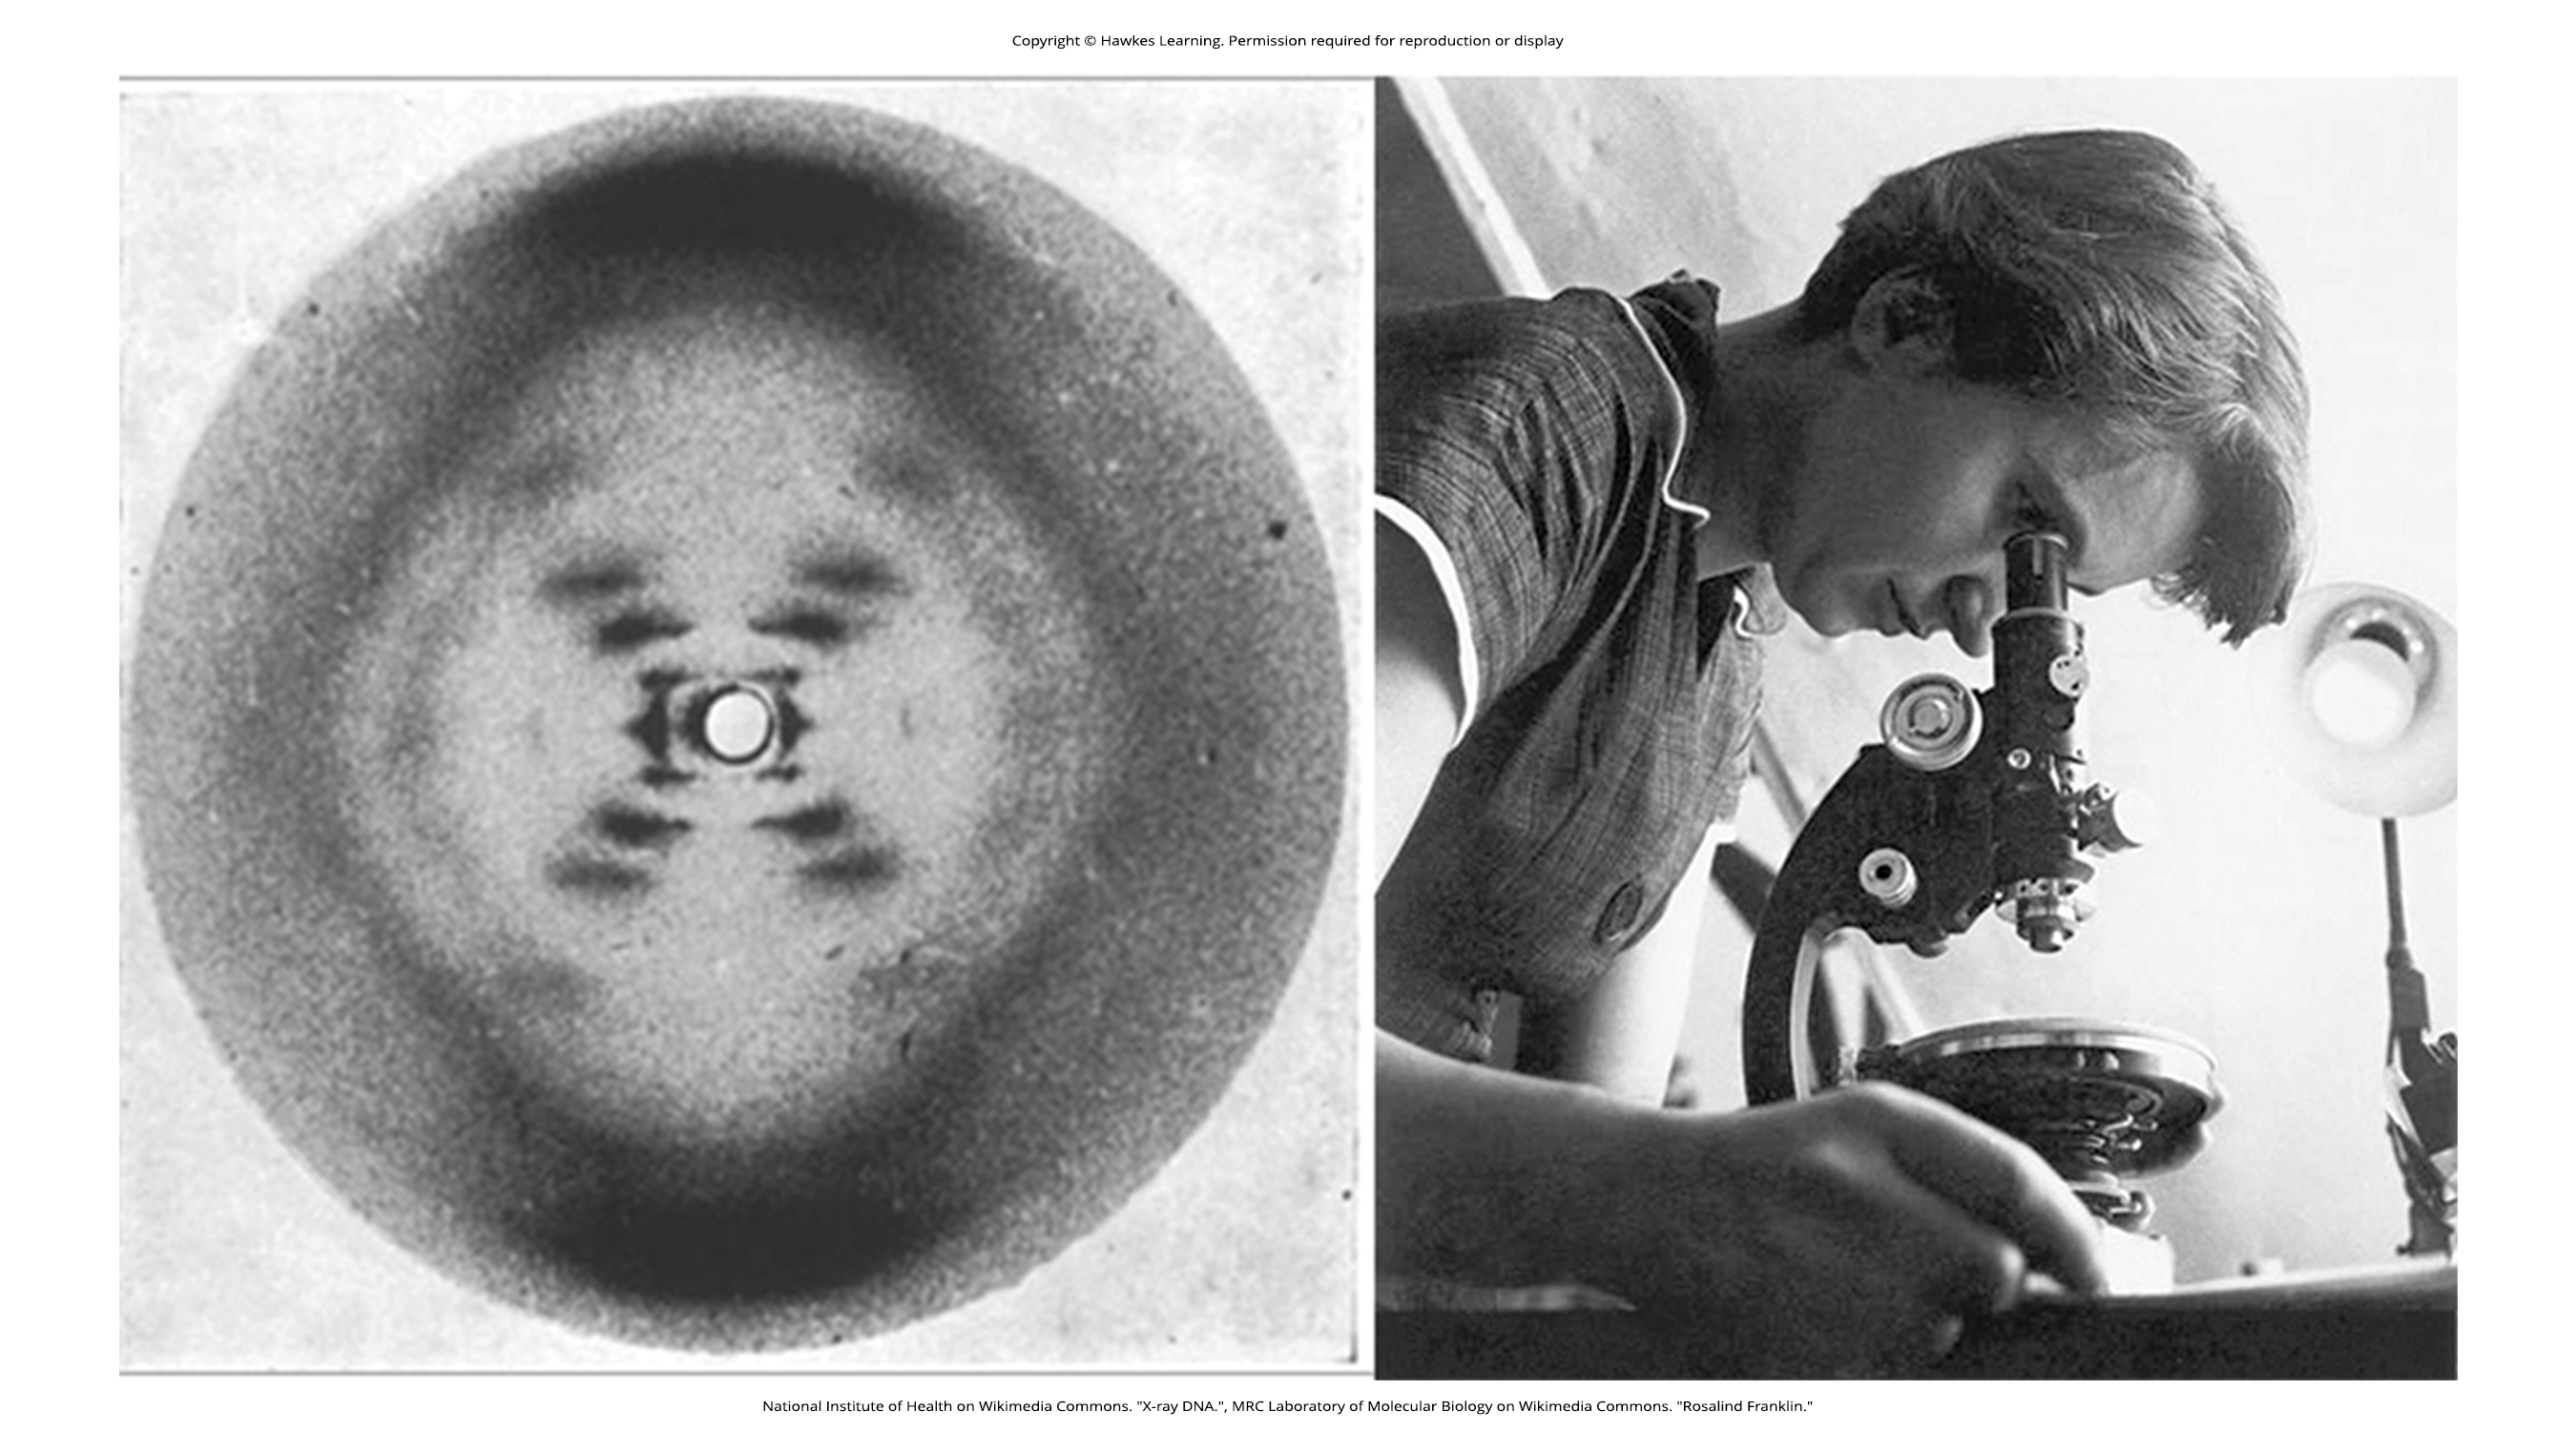 Copyright © Hawkes Learning. Permission required for reproduction or display
National Institute of Health on Wikimedia Commons. "X-ray DNA.", MRC Laboratory of Molecular Biology on Wikimedia Commons. "Rosalind Franklin."